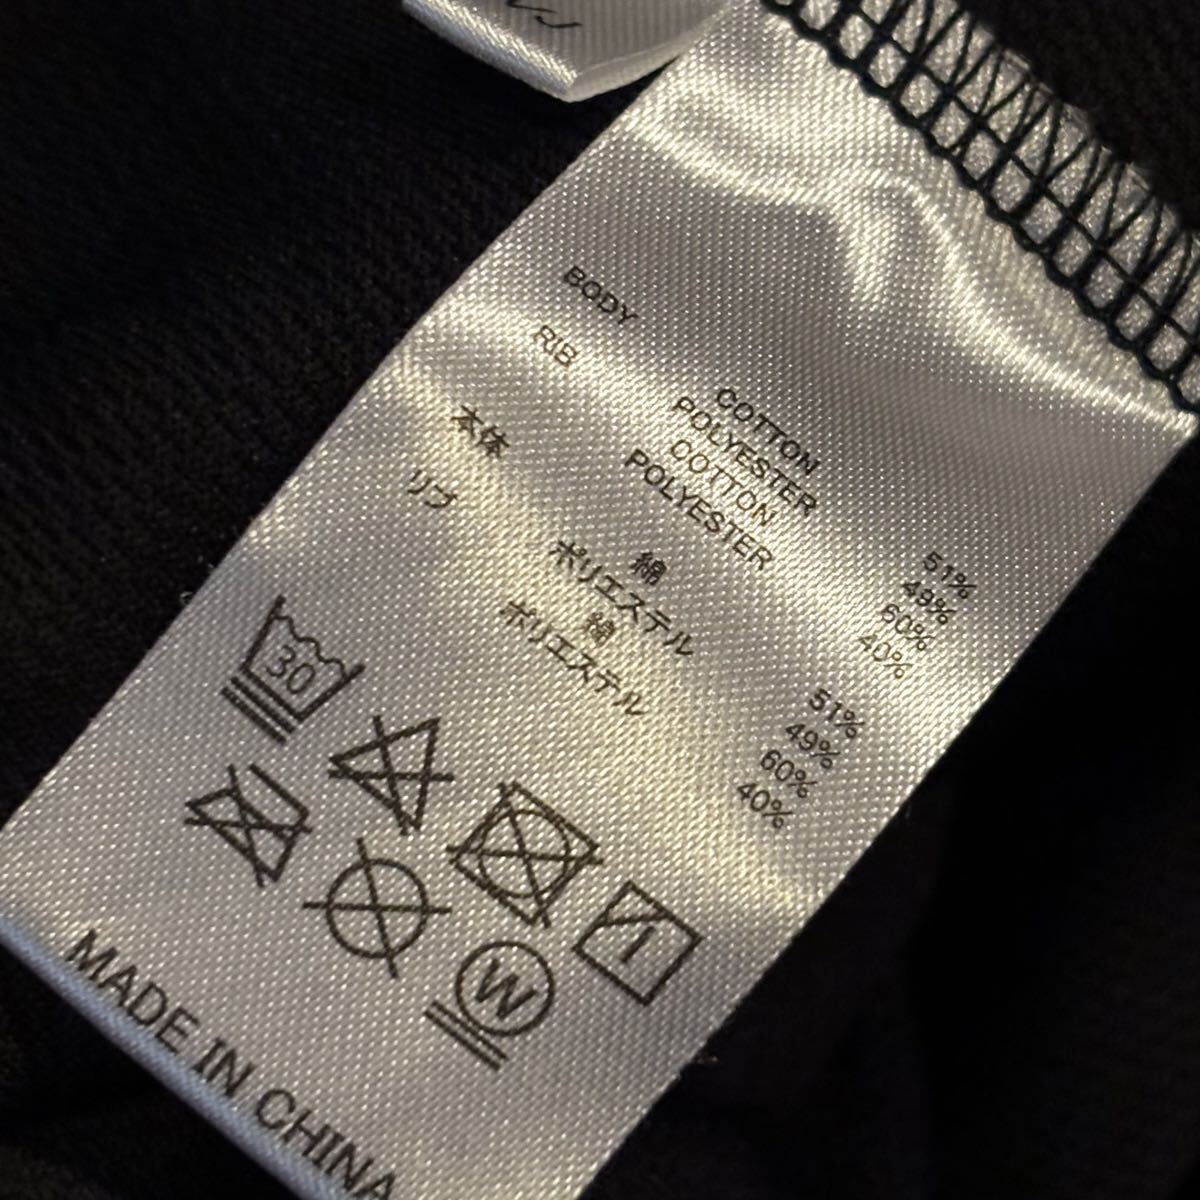 BODY COTTON 51%
POLYESTER 49%
RIB COTTON 60%
POLYESTER 40%
本体 綿 51%
ポリエステル 49%
リブ 綿 60%
ポリエステル 40%
30
W
MADE IN CHINA